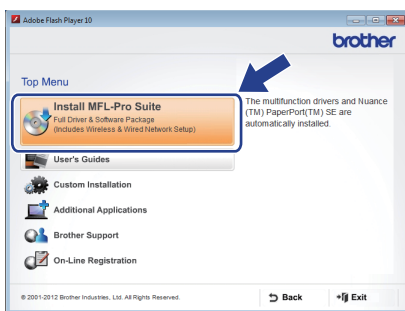 Adobe Flash Player 10
brother
Top Menu
Install MFL-Pro Suite
Full Driver & Software Package
(Includes Wireless & Wired Network Setup)
The multifunction drivers and Nuance
(TM) PaperPort(TM) SE are
automatically installed.
User's Guides
Custom Installation
Additional Applications
Brother Support
On-Line Registration
© 2001-2012 Brother Industries, Ltd. All Rights Reserved.
Back
Exit